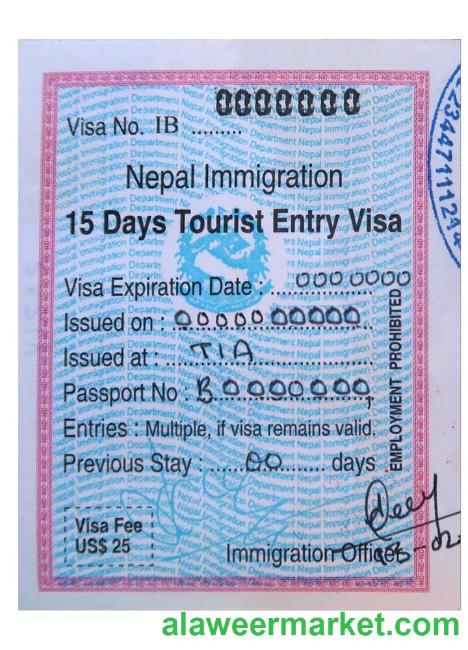 0000000
Visa No. IB .........
Nepal Immigration
15 Days Tourist Entry Visa
Visa Expiration Date : 000 0000
Issued on : 00000 00000
Issued at : TIA
Passport No : B0000000
Entries : Multiple, if visa remains valid.
Previous Stay : 00 days
EMPLOYMENT PROHIBITED
Visa Fee
US$ 25
Immigration Officer
alaweermarket.com